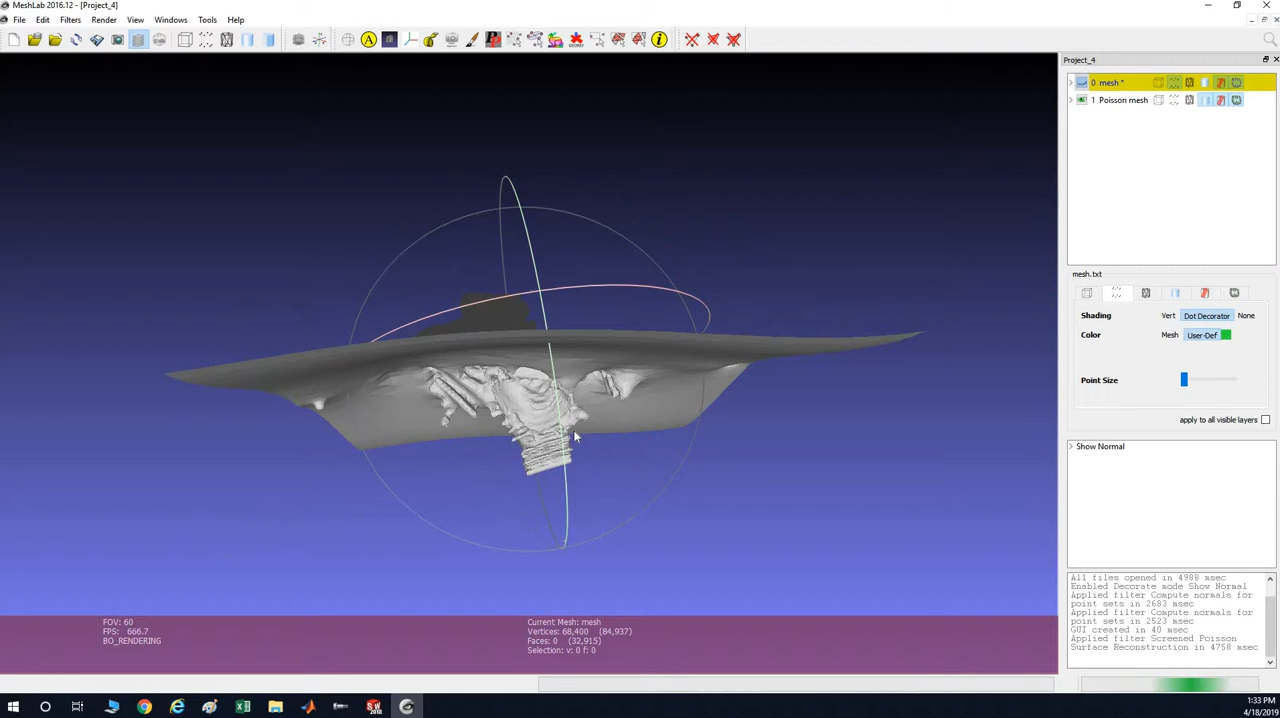 MeshLab 2016.12 - [Project_4]
File Edit Filters Render View Windows Tools Help
Project_4
0 mesh *
1 Poisson mesh
mesh.txt
Shading Vert Dot Decorator None
Color Mesh User-Def
Point Size
apply to all visible layers
Show Normal
All files opened in 4988 msec
Enabled Decorate mode Show Normal
Applied filter Compute normals for
point sets in 2683 msec
Applied filter Compute normals for
point sets in 2523 msec
GUI created in 40 msec
Applied filter Screened Poisson
Surface Reconstruction in 4758 msec
FOV: 60
FPS: 666.7
BO_RENDERING
Current Mesh: mesh
Vertices: 68,400 (84,937)
Faces: 0 (32,915)
Selection: v: 0 f: 0
1:33 PM
4/18/2019